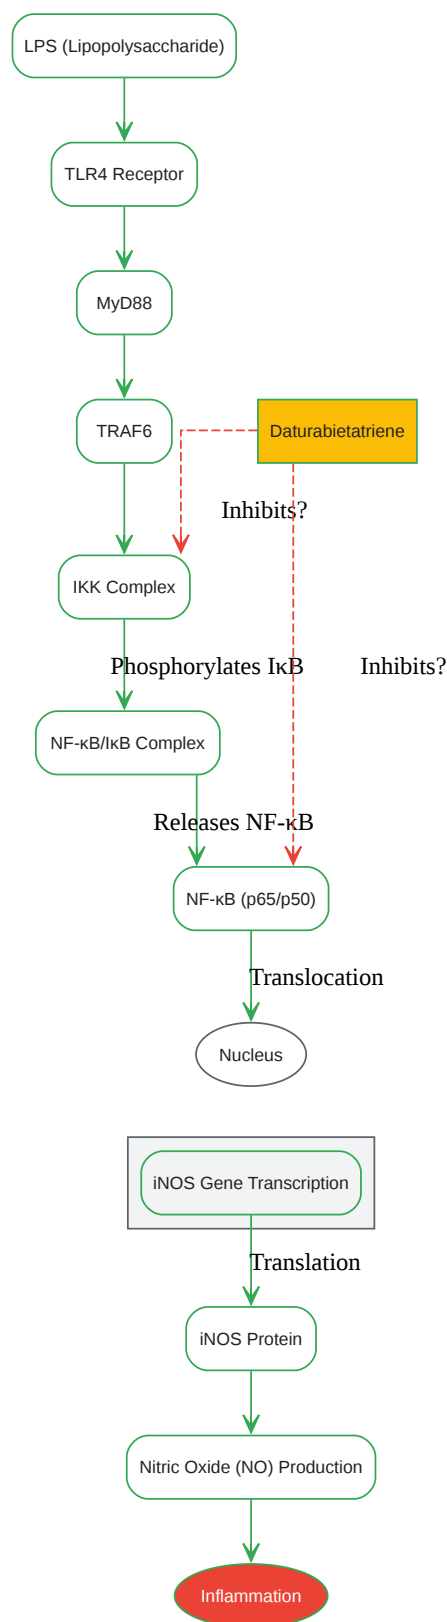 LPS (Lipopolysaccharide)
TLR4 Receptor
MyD88
TRAF6
Daturabietatriene
Inhibits?
IKK Complex
Phosphorylates IκB
Inhibits?
NF-κB/IκB Complex
Releases NF-κB
NF-κB (p65/p50)
Translocation
Nucleus
iNOS Gene Transcription
Translation
iNOS Protein
Nitric Oxide (NO) Production
Inflammation